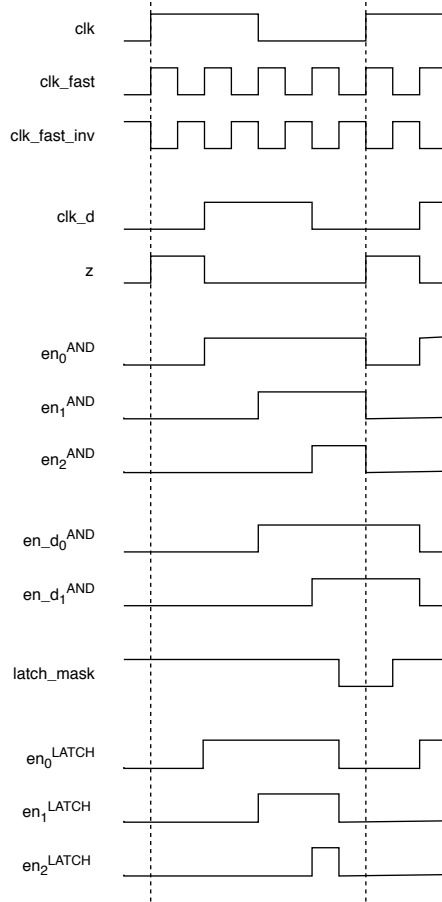 clk
clk_fast
clk_fast_inv
clk_d
z
en₀ᴬᴺᴰ
en₁ᴬᴺᴰ
en₂ᴬᴺᴰ
en_d₀ᴬᴺᴰ
en_d₁ᴬᴺᴰ
latch_mask
en₀ᴸᴬᵀᶜᴴ
en₁ᴸᴬᵀᶜᴴ
en₂ᴸᴬᵀᶜᴴ